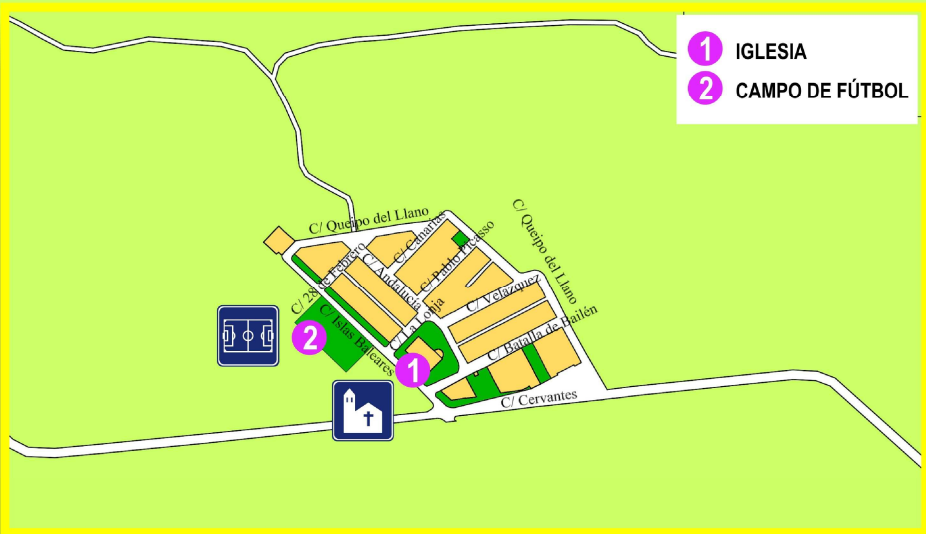 1 IGLESIA
2 CAMPO DE FÚTBOL
C/ Queipo del Llano
C/ Canarias
C/ Queipo del Llano
C/ Pablo Picasso
C/ 28 de Febrero
C/ Andalucía
C/ Velazquez
C/ La Lonja
C/ Islas Baleares
C/ Batalla de Bailén
2
1
C/ Cervantes